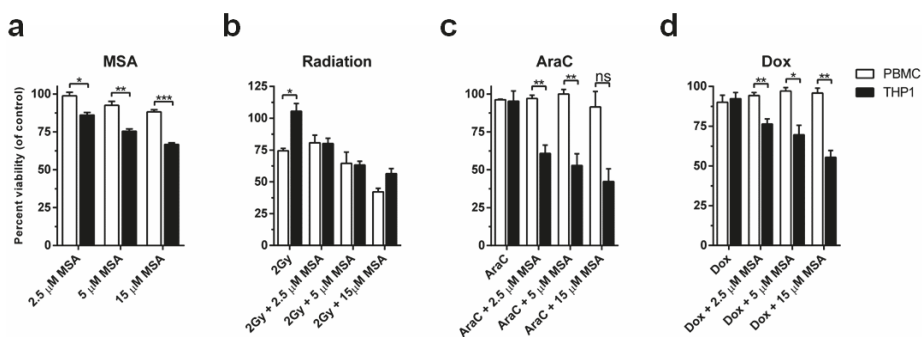 a
MSA
Percent viability (of control)
100
75
50
25
0
*
**
***
2.5 µM MSA
5 µM MSA
15 µM MSA
b
Radiation
125
100
75
50
25
0
*
2Gy
2Gy + 2.5 µM MSA
2Gy + 5 µM MSA
2Gy + 15µM MSA
c
AraC
100
75
50
25
0
**
**
ns
AraC
AraC + 2.5 µM MSA
AraC + 5 µM MSA
AraC + 15 µM MSA
d
Dox
100
75
50
25
0
**
*
**
Dox
Dox + 2.5 µM MSA
Dox + 5 µM MSA
Dox + 15 µM MSA
PBMC
THP1